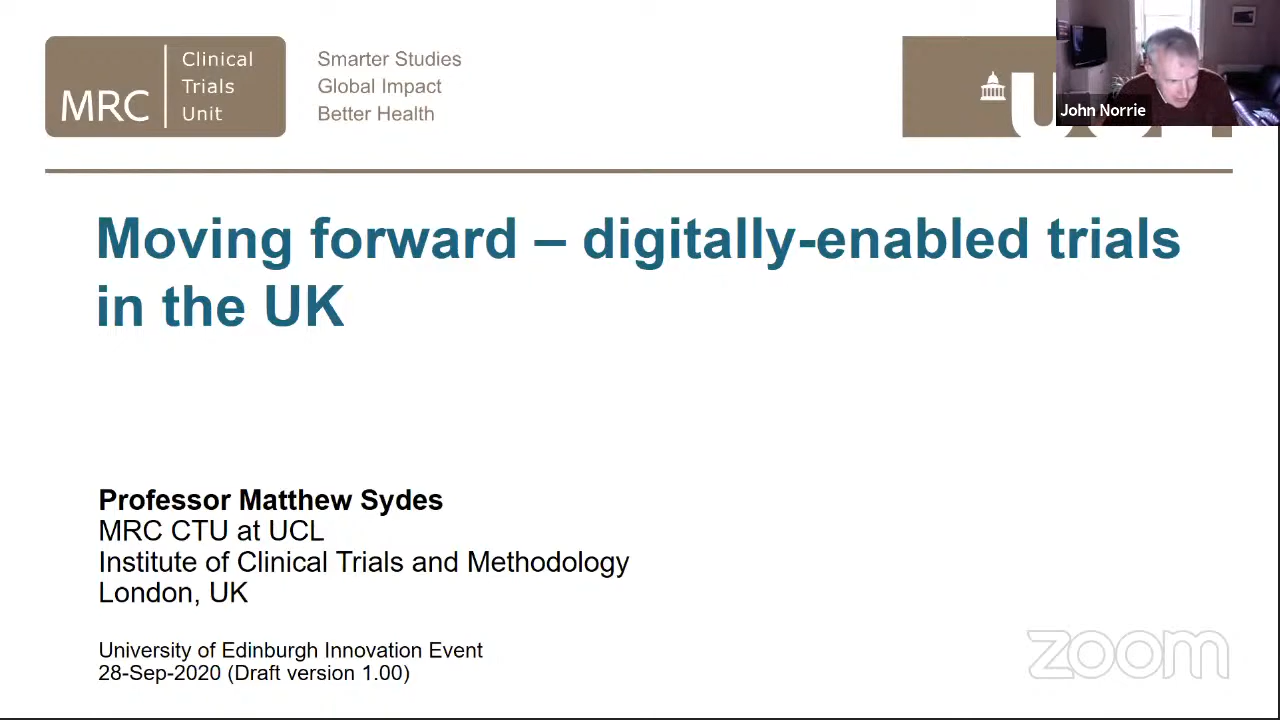 MRC
Clinical
Trials
Unit
Smarter Studies
Global Impact
Better Health
John Norrie
Moving forward – digitally-enabled trials
in the UK
Professor Matthew Sydes
MRC CTU at UCL
Institute of Clinical Trials and Methodology
London, UK
University of Edinburgh Innovation Event
28-Sep-2020 (Draft version 1.00)
zoom